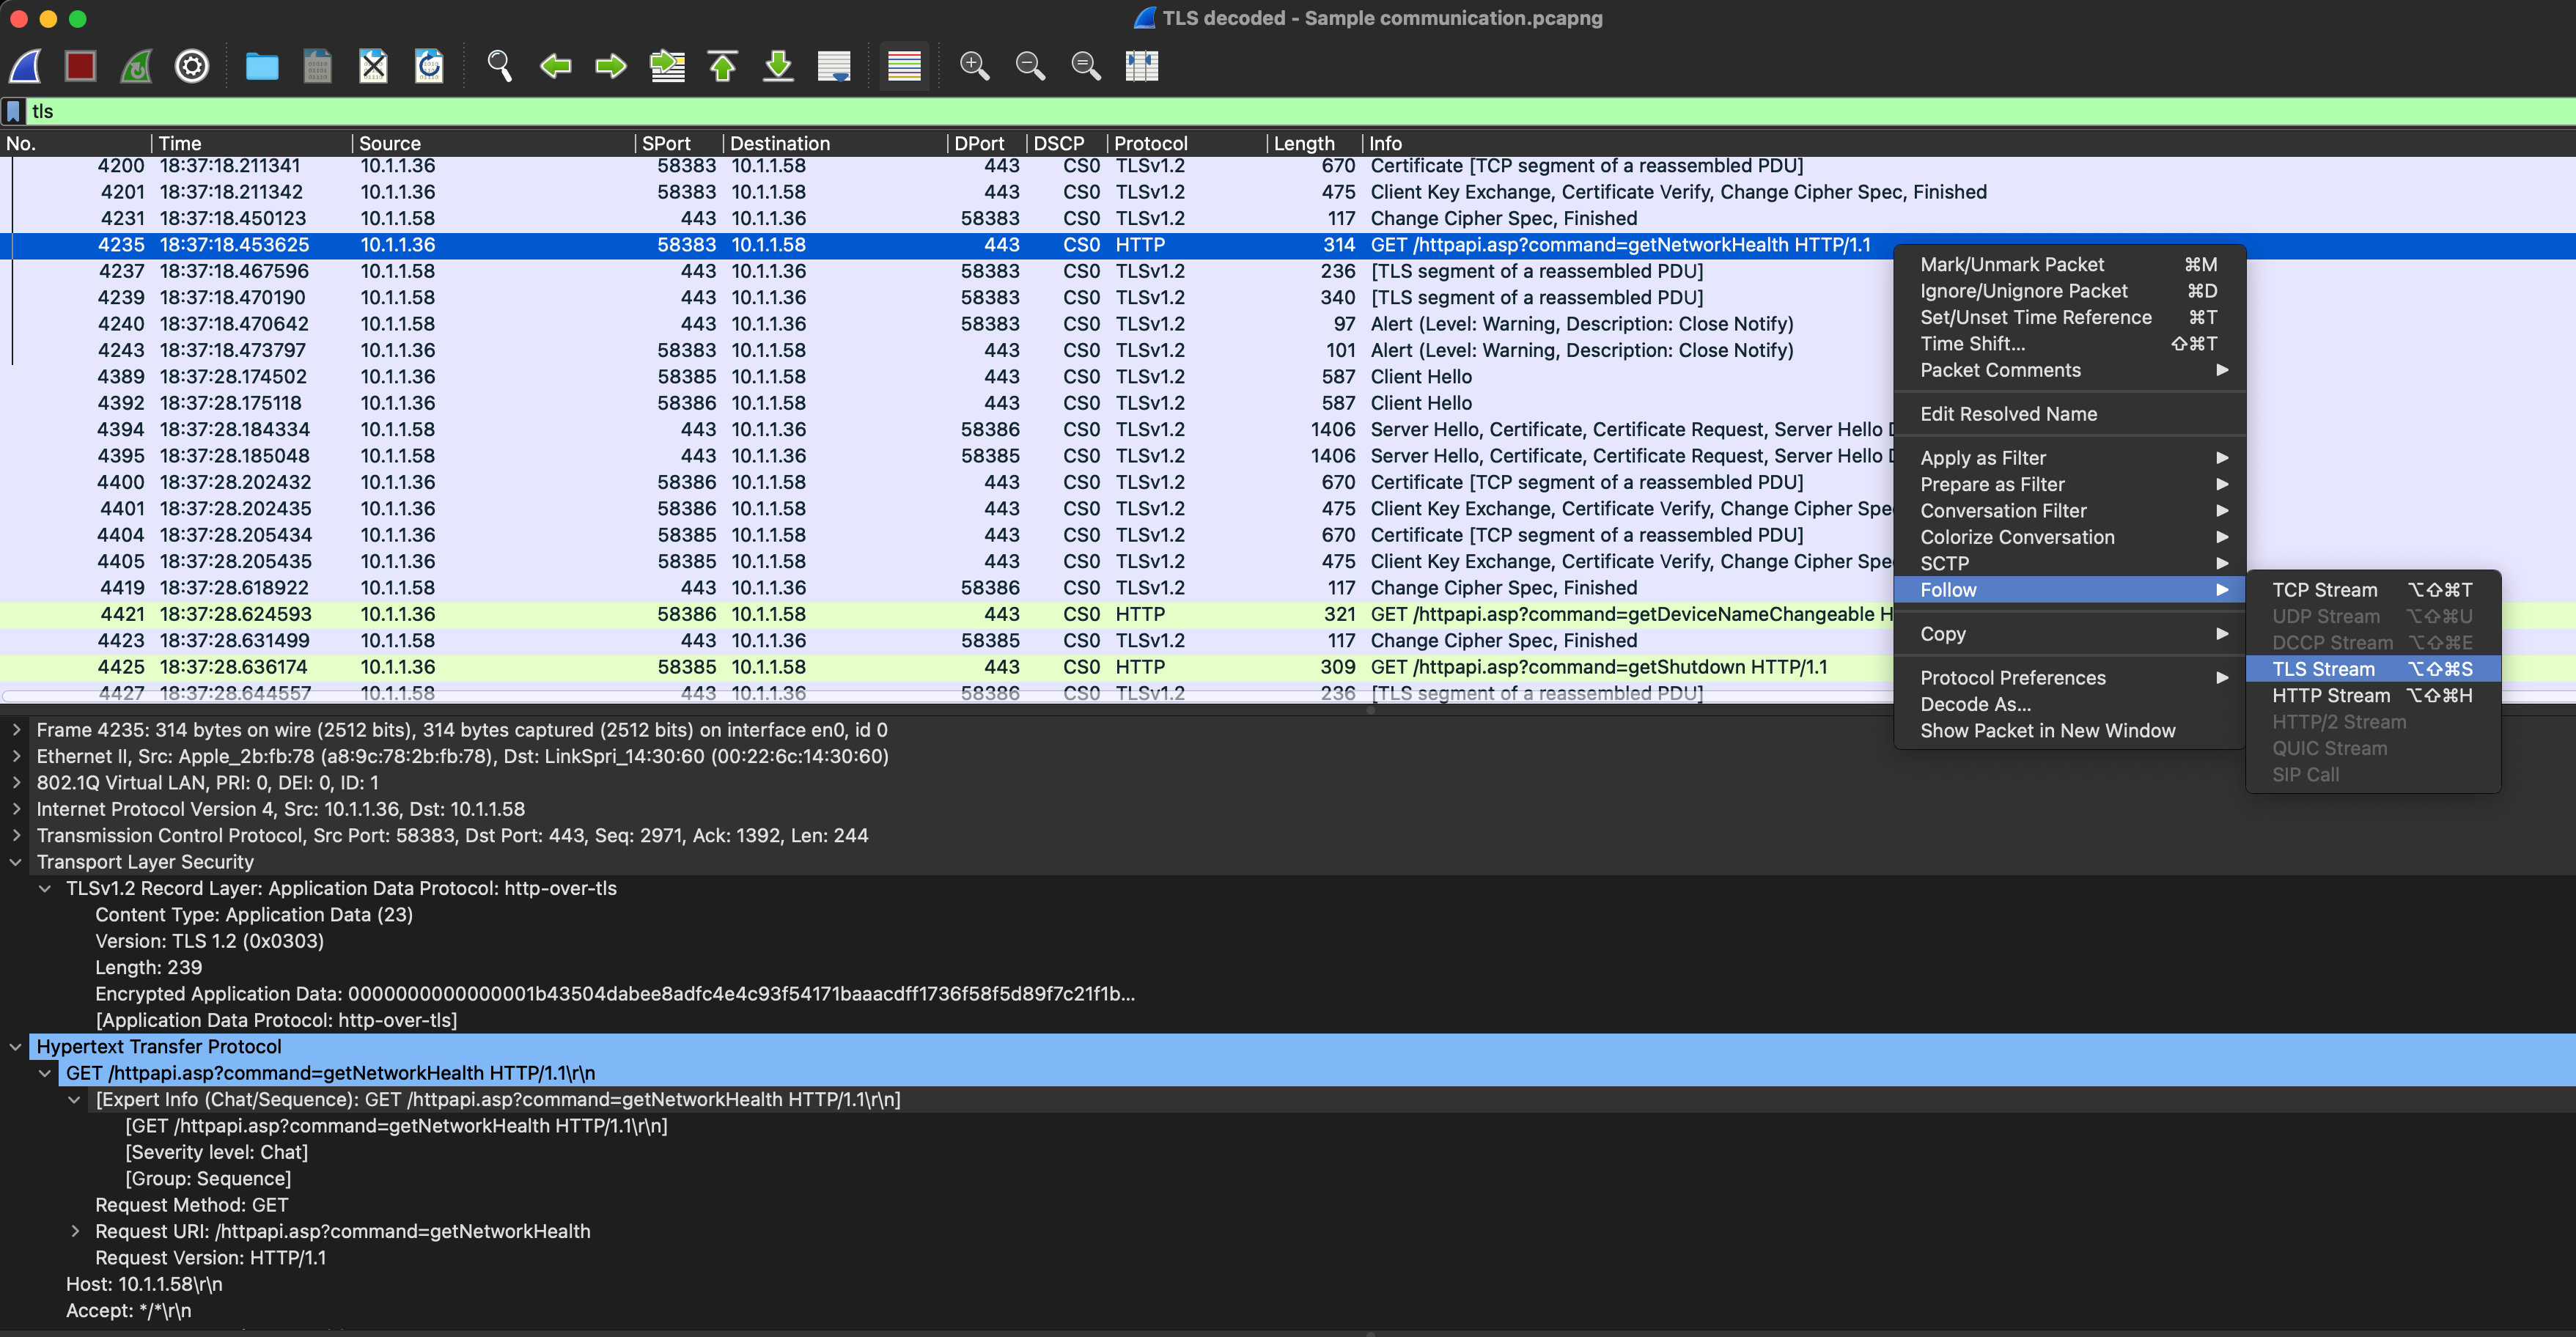 TLS decoded - Sample communication.pcapng
tls
No. Time Source SPort Destination DPort DSCP Protocol Length Info
4200 18:37:18.211341 10.1.1.36 58383 10.1.1.58 443 CS0 TLSv1.2 670 Certificate [TCP segment of a reassembled PDU]
4201 18:37:18.211342 10.1.1.36 58383 10.1.1.58 443 CS0 TLSv1.2 475 Client Key Exchange, Certificate Verify, Change Cipher Spec, Finished
4231 18:37:18.450123 10.1.1.58 443 10.1.1.36 58383 CS0 TLSv1.2 117 Change Cipher Spec, Finished
4235 18:37:18.453625 10.1.1.36 58383 10.1.1.58 443 CS0 HTTP 314 GET /httpapi.asp?command=getNetworkHealth HTTP/1.1
4237 18:37:18.467596 10.1.1.58 443 10.1.1.36 58383 CS0 TLSv1.2 236 [TLS segment of a reassembled PDU]
4239 18:37:18.470190 10.1.1.58 443 10.1.1.36 58383 CS0 TLSv1.2 340 [TLS segment of a reassembled PDU]
4240 18:37:18.470642 10.1.1.58 443 10.1.1.36 58383 CS0 TLSv1.2 97 Alert (Level: Warning, Description: Close Notify)
4243 18:37:18.473797 10.1.1.36 58383 10.1.1.58 443 CS0 TLSv1.2 101 Alert (Level: Warning, Description: Close Notify)
4389 18:37:28.174502 10.1.1.36 58385 10.1.1.58 443 CS0 TLSv1.2 587 Client Hello
4392 18:37:28.175118 10.1.1.36 58386 10.1.1.58 443 CS0 TLSv1.2 587 Client Hello
4394 18:37:28.184334 10.1.1.58 443 10.1.1.36 58386 CS0 TLSv1.2 1406 Server Hello, Certificate, Certificate Request, Server Hello D
4395 18:37:28.185048 10.1.1.58 443 10.1.1.36 58385 CS0 TLSv1.2 1406 Server Hello, Certificate, Certificate Request, Server Hello D
4400 18:37:28.202432 10.1.1.36 58386 10.1.1.58 443 CS0 TLSv1.2 670 Certificate [TCP segment of a reassembled PDU]
4401 18:37:28.202435 10.1.1.36 58386 10.1.1.58 443 CS0 TLSv1.2 475 Client Key Exchange, Certificate Verify, Change Cipher Spe
4404 18:37:28.205434 10.1.1.36 58385 10.1.1.58 443 CS0 TLSv1.2 670 Certificate [TCP segment of a reassembled PDU]
4405 18:37:28.205435 10.1.1.36 58385 10.1.1.58 443 CS0 TLSv1.2 475 Client Key Exchange, Certificate Verify, Change Cipher Spe
4419 18:37:28.618922 10.1.1.58 443 10.1.1.36 58386 CS0 TLSv1.2 117 Change Cipher Spec, Finished
4421 18:37:28.624593 10.1.1.36 58386 10.1.1.58 443 CS0 HTTP 321 GET /httpapi.asp?command=getDeviceNameChangeable H
4423 18:37:28.631499 10.1.1.58 443 10.1.1.36 58385 CS0 TLSv1.2 117 Change Cipher Spec, Finished
4425 18:37:28.636174 10.1.1.36 58385 10.1.1.58 443 CS0 HTTP 309 GET /httpapi.asp?command=getShutdown HTTP/1.1
4427 18:37:28.644557 10.1.1.58 443 10.1.1.36 58386 CS0 TLSv1.2 236 [TLS segment of a reassembled PDU]
Mark/Unmark Packet ⌘M
Ignore/Unignore Packet ⌘D
Set/Unset Time Reference ⌘T
Time Shift... ⇧⌘T
Packet Comments
Edit Resolved Name
Apply as Filter
Prepare as Filter
Conversation Filter
Colorize Conversation
SCTP
Follow
Copy
Protocol Preferences
Decode As...
Show Packet in New Window
TCP Stream ⌥⇧⌘T
UDP Stream ⌥⇧⌘U
DCCP Stream ⌥⇧⌘E
TLS Stream ⌥⇧⌘S
HTTP Stream ⌥⇧⌘H
HTTP/2 Stream
QUIC Stream
SIP Call
Frame 4235: 314 bytes on wire (2512 bits), 314 bytes captured (2512 bits) on interface en0, id 0
Ethernet II, Src: Apple_2b:fb:78 (a8:9c:78:2b:fb:78), Dst: LinkSpri_14:30:60 (00:22:6c:14:30:60)
802.1Q Virtual LAN, PRI: 0, DEI: 0, ID: 1
Internet Protocol Version 4, Src: 10.1.1.36, Dst: 10.1.1.58
Transmission Control Protocol, Src Port: 58383, Dst Port: 443, Seq: 2971, Ack: 1392, Len: 244
Transport Layer Security
TLSv1.2 Record Layer: Application Data Protocol: http-over-tls
Content Type: Application Data (23)
Version: TLS 1.2 (0x0303)
Length: 239
Encrypted Application Data: 0000000000000001b43504dabee8adfc4e4c93f54171baaacdff1736f58f5d89f7c21f1b...
[Application Data Protocol: http-over-tls]
Hypertext Transfer Protocol
GET /httpapi.asp?command=getNetworkHealth HTTP/1.1\r\n
[Expert Info (Chat/Sequence): GET /httpapi.asp?command=getNetworkHealth HTTP/1.1\r\n]
[GET /httpapi.asp?command=getNetworkHealth HTTP/1.1\r\n]
[Severity level: Chat]
[Group: Sequence]
Request Method: GET
Request URI: /httpapi.asp?command=getNetworkHealth
Request Version: HTTP/1.1
Host: 10.1.1.58\r\n
Accept: */*\r\n